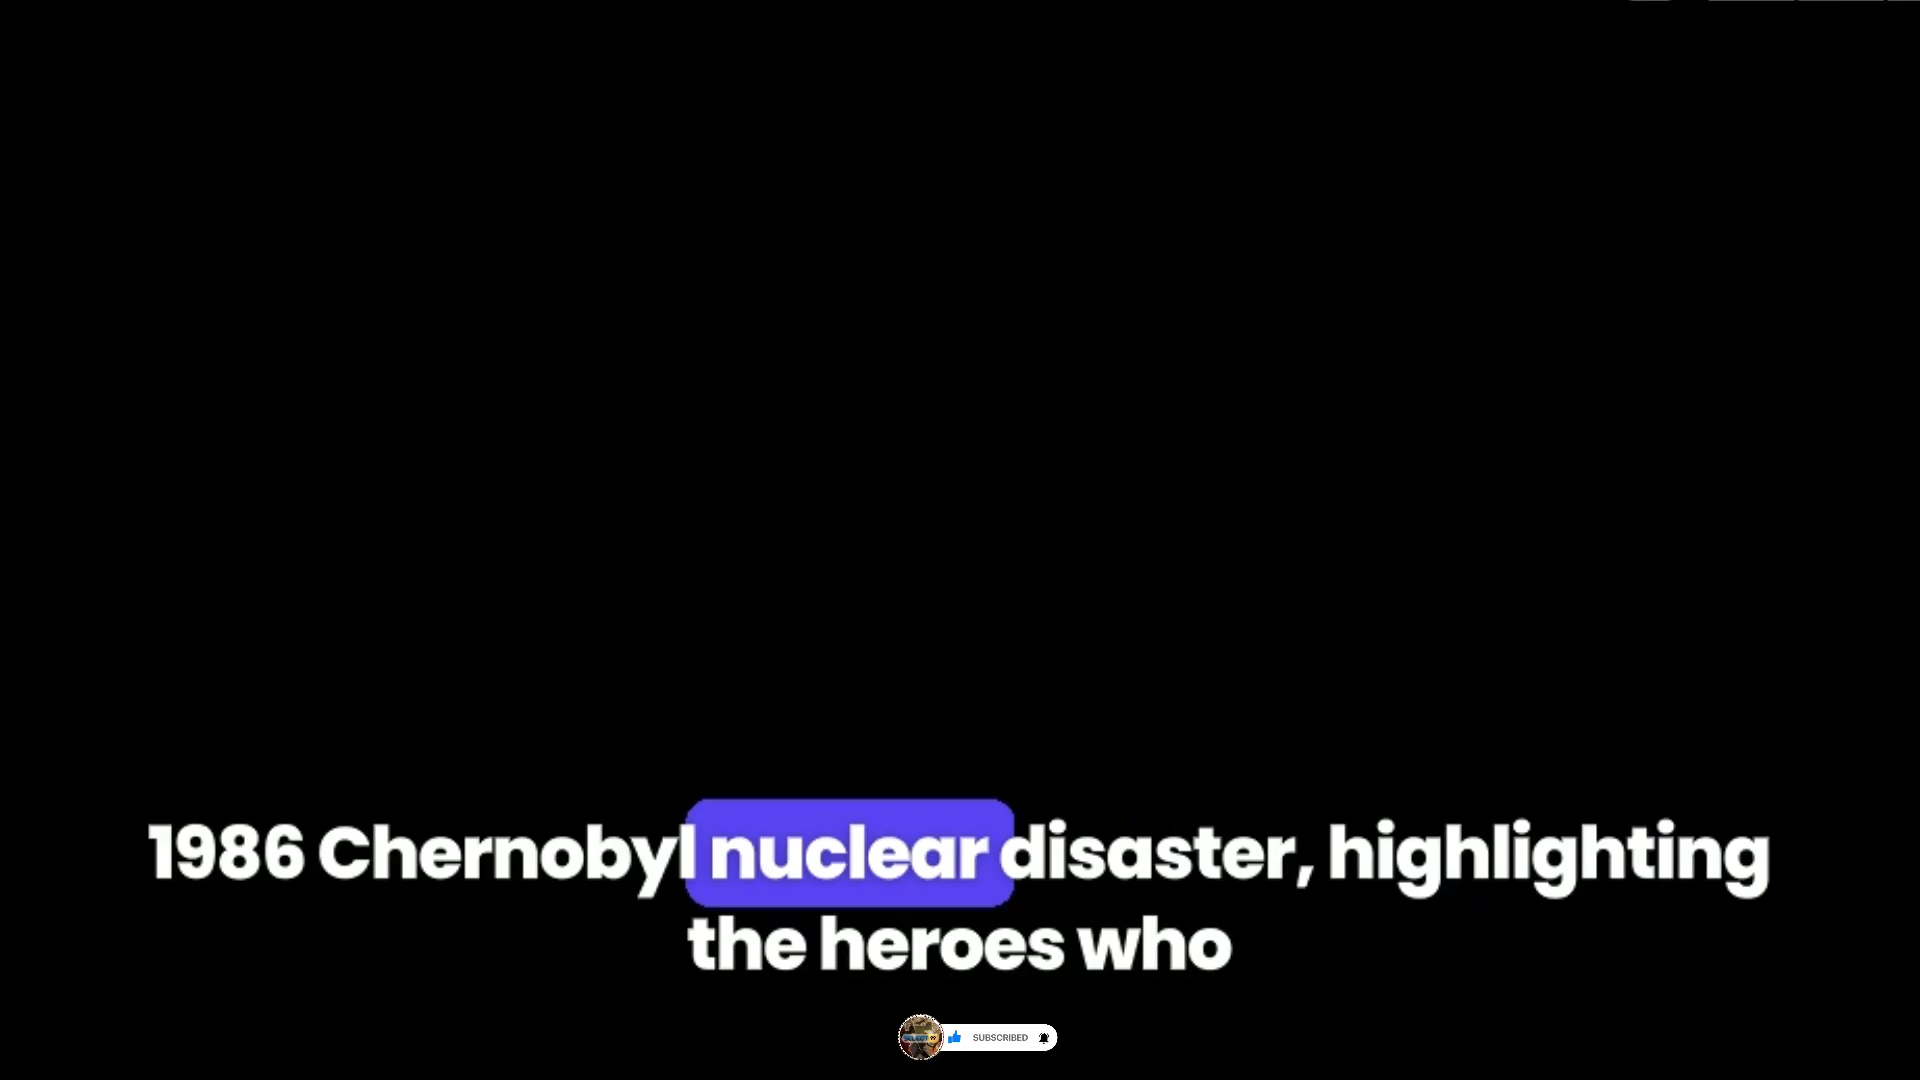 1986 Chernobyl nuclear disaster, highlighting
the heroes who
SUBSCRIBED